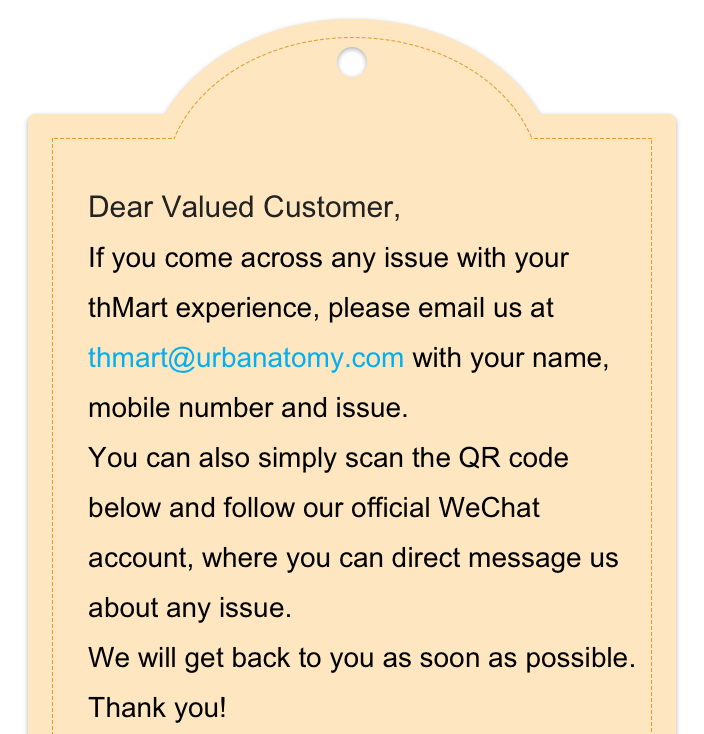 Dear Valued Customer,
If you come across any issue with your
thMart experience, please email us at
thmart@urbanatomy.com with your name,
mobile number and issue.
You can also simply scan the QR code
below and follow our official WeChat
account, where you can direct message us
about any issue.
We will get back to you as soon as possible.
Thank you!